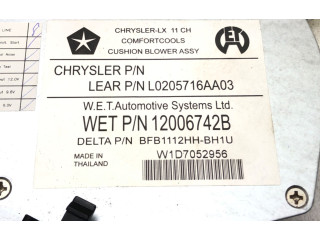 LINE
CHRYSLER-LX 11 CH
COMFORTCOOLS
CUSHION BLOWER ASSY
CHRYSLER P/N
LEAR P/N L0205716AA03
W.E.T.Automotive Systems Ltd.
WET P/N 12006742B
DELTA P/N BFB1112HH-BH1U
MADE IN
THAILAND
W1D7052956